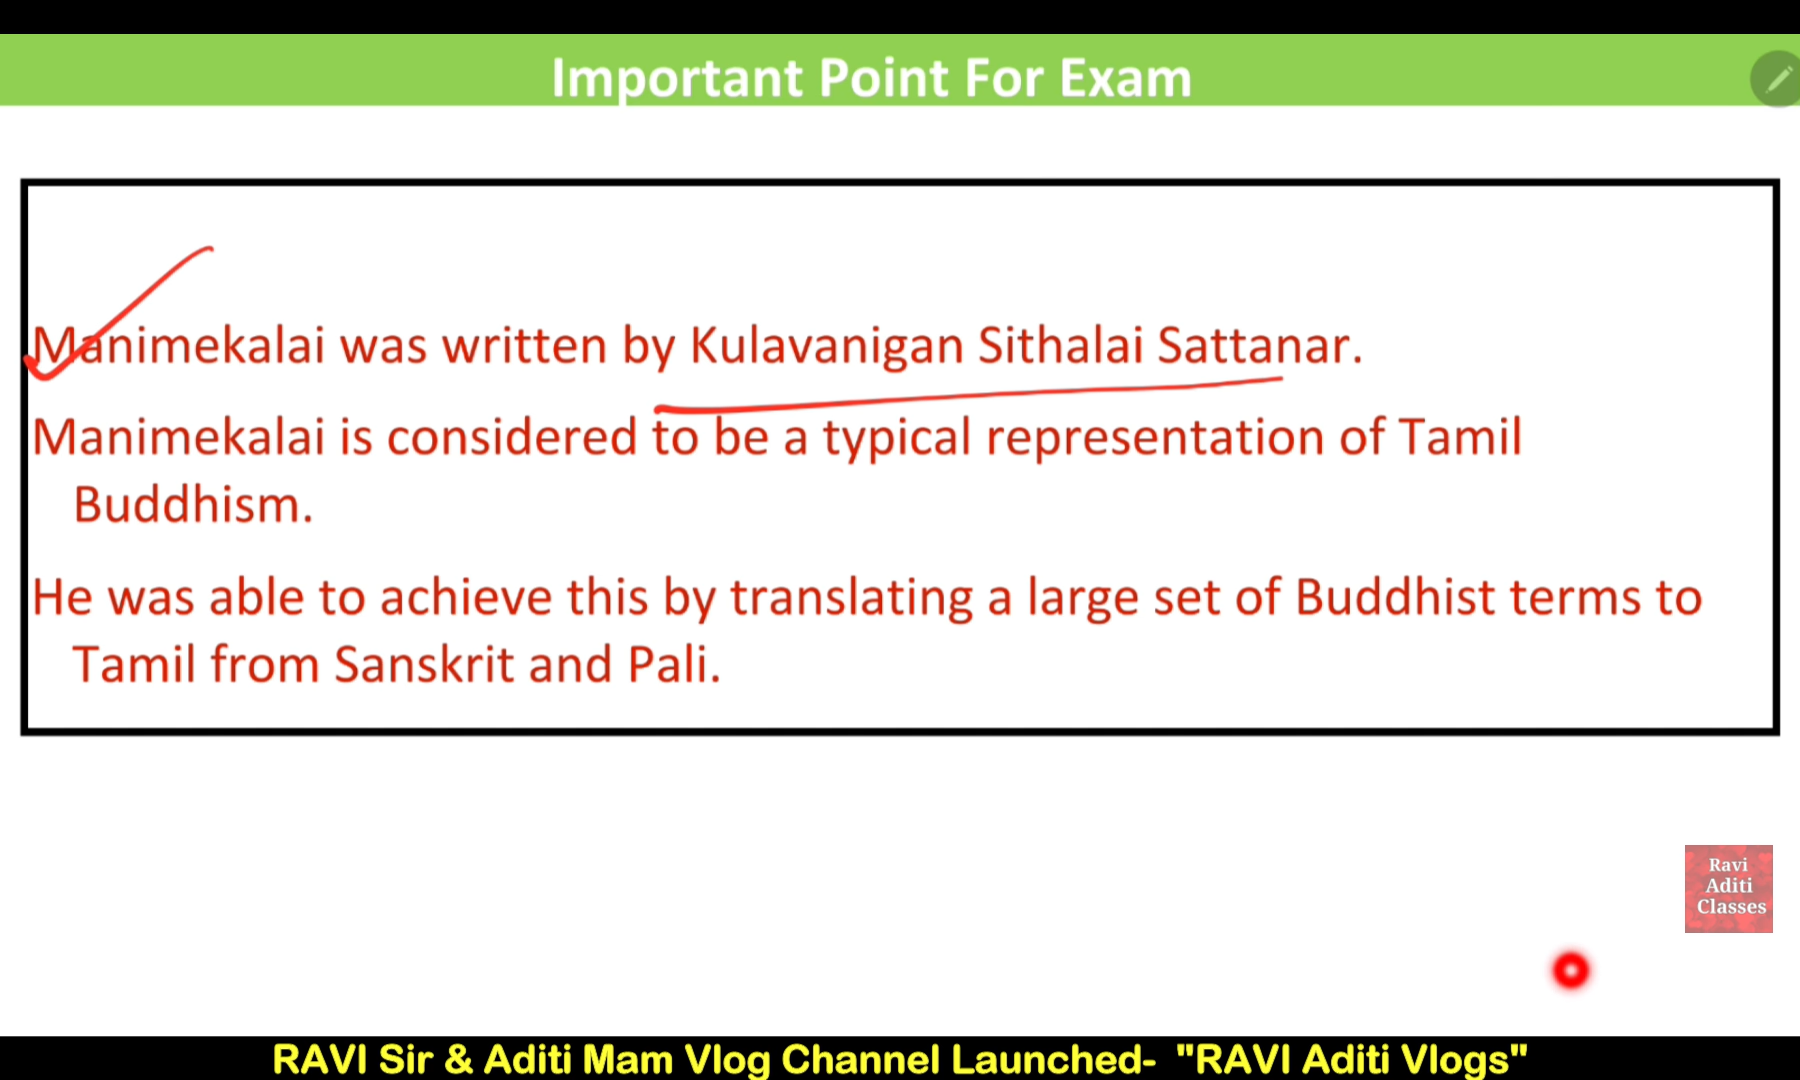 Important Point For Exam
Manimekalai was written by Kulavanigan Sithalai Sattanar.
Manimekalai is considered to be a typical representation of Tamil
Buddhism.
He was able to achieve this by translating a large set of Buddhist terms to
Tamil from Sanskrit and Pali.
Ravi
Aditi
Classes
RAVI Sir & Aditi Mam Vlog Channel Launched- "RAVI Aditi Vlogs"